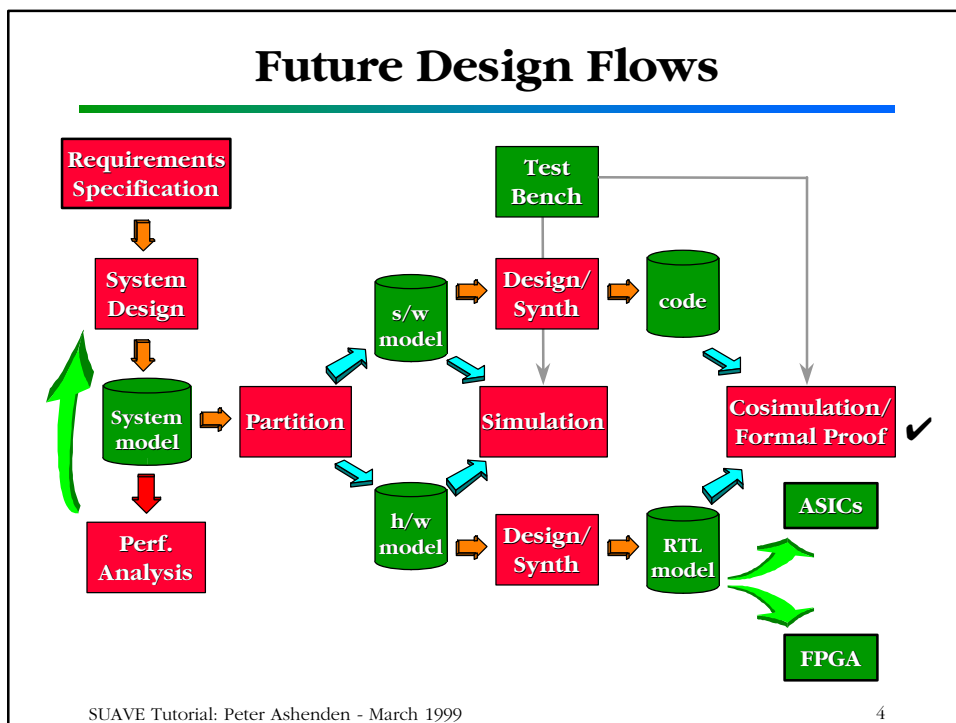 Future Design Flows
Requirements
Specification
Test
Bench
System
Design
s/w
model
Design/
Synth
code
System
model
Partition
Simulation
Cosimulation/
Formal Proof ✔
Perf.
Analysis
h/w
model
Design/
Synth
RTL
model
ASICs
FPGA
SUAVE Tutorial: Peter Ashenden - March 1999
4